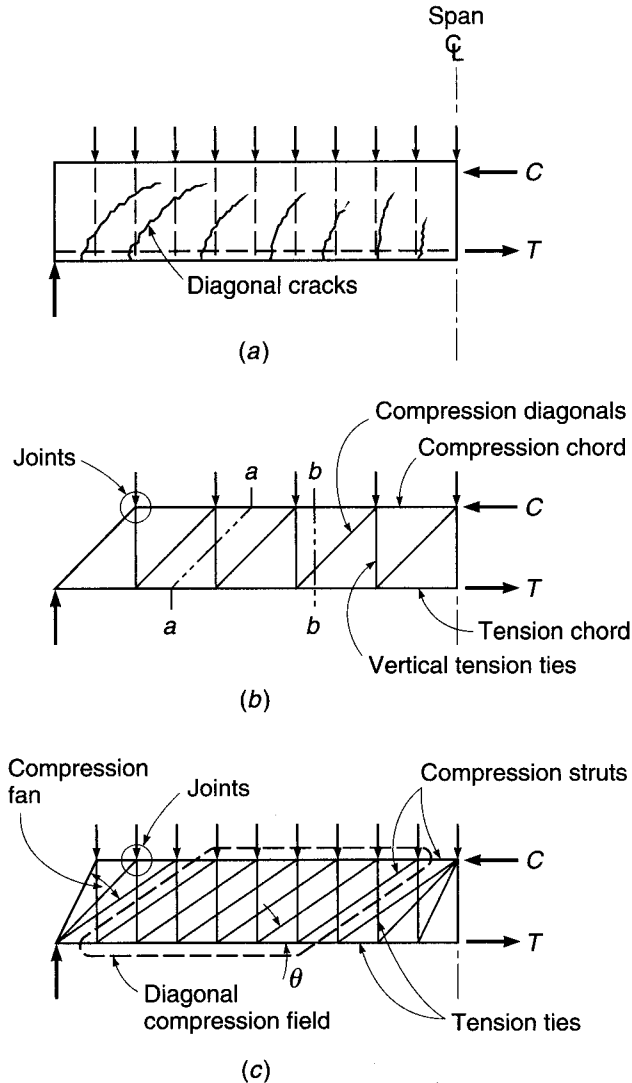 Span
℄
C
T
Diagonal cracks
(a)
Compression diagonals
Compression chord
Joints
a
b
C
T
a
b
Tension chord
Vertical tension ties
(b)
Compression
fan
Joints
Compression struts
C
T
θ
Diagonal
compression field
Tension ties
(c)